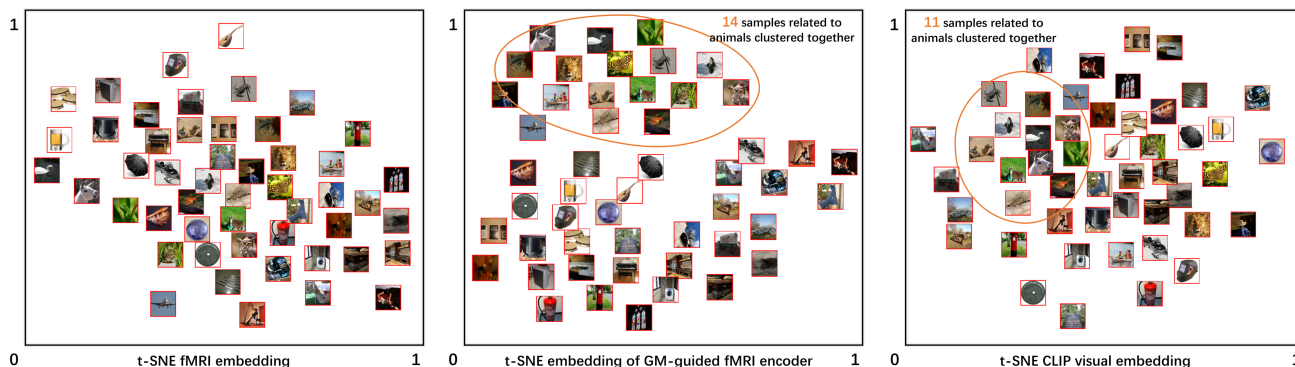 1
0
t-SNE fMRI embedding
1
1
14 samples related to
animals clustered together
0
t-SNE embedding of GM-guided fMRI encoder
1
1
11 samples related to
animals clustered together
0
t-SNE CLIP visual embedding
1